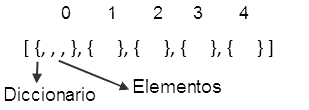 0 1 2 3 4
[ {, , , }, { }, { }, { }, { } ]
Diccionario Elementos